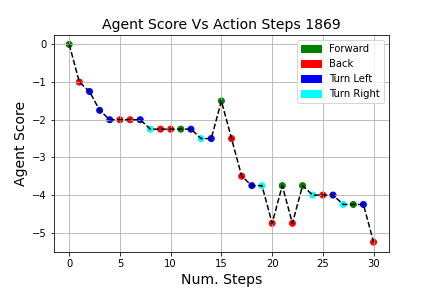 Agent Score Vs Action Steps 1869
Forward
Back
Turn Left
Turn Right
Agent Score
0
−1
−2
−3
−4
−5
0 5 10 15 20 25 30
Num. Steps